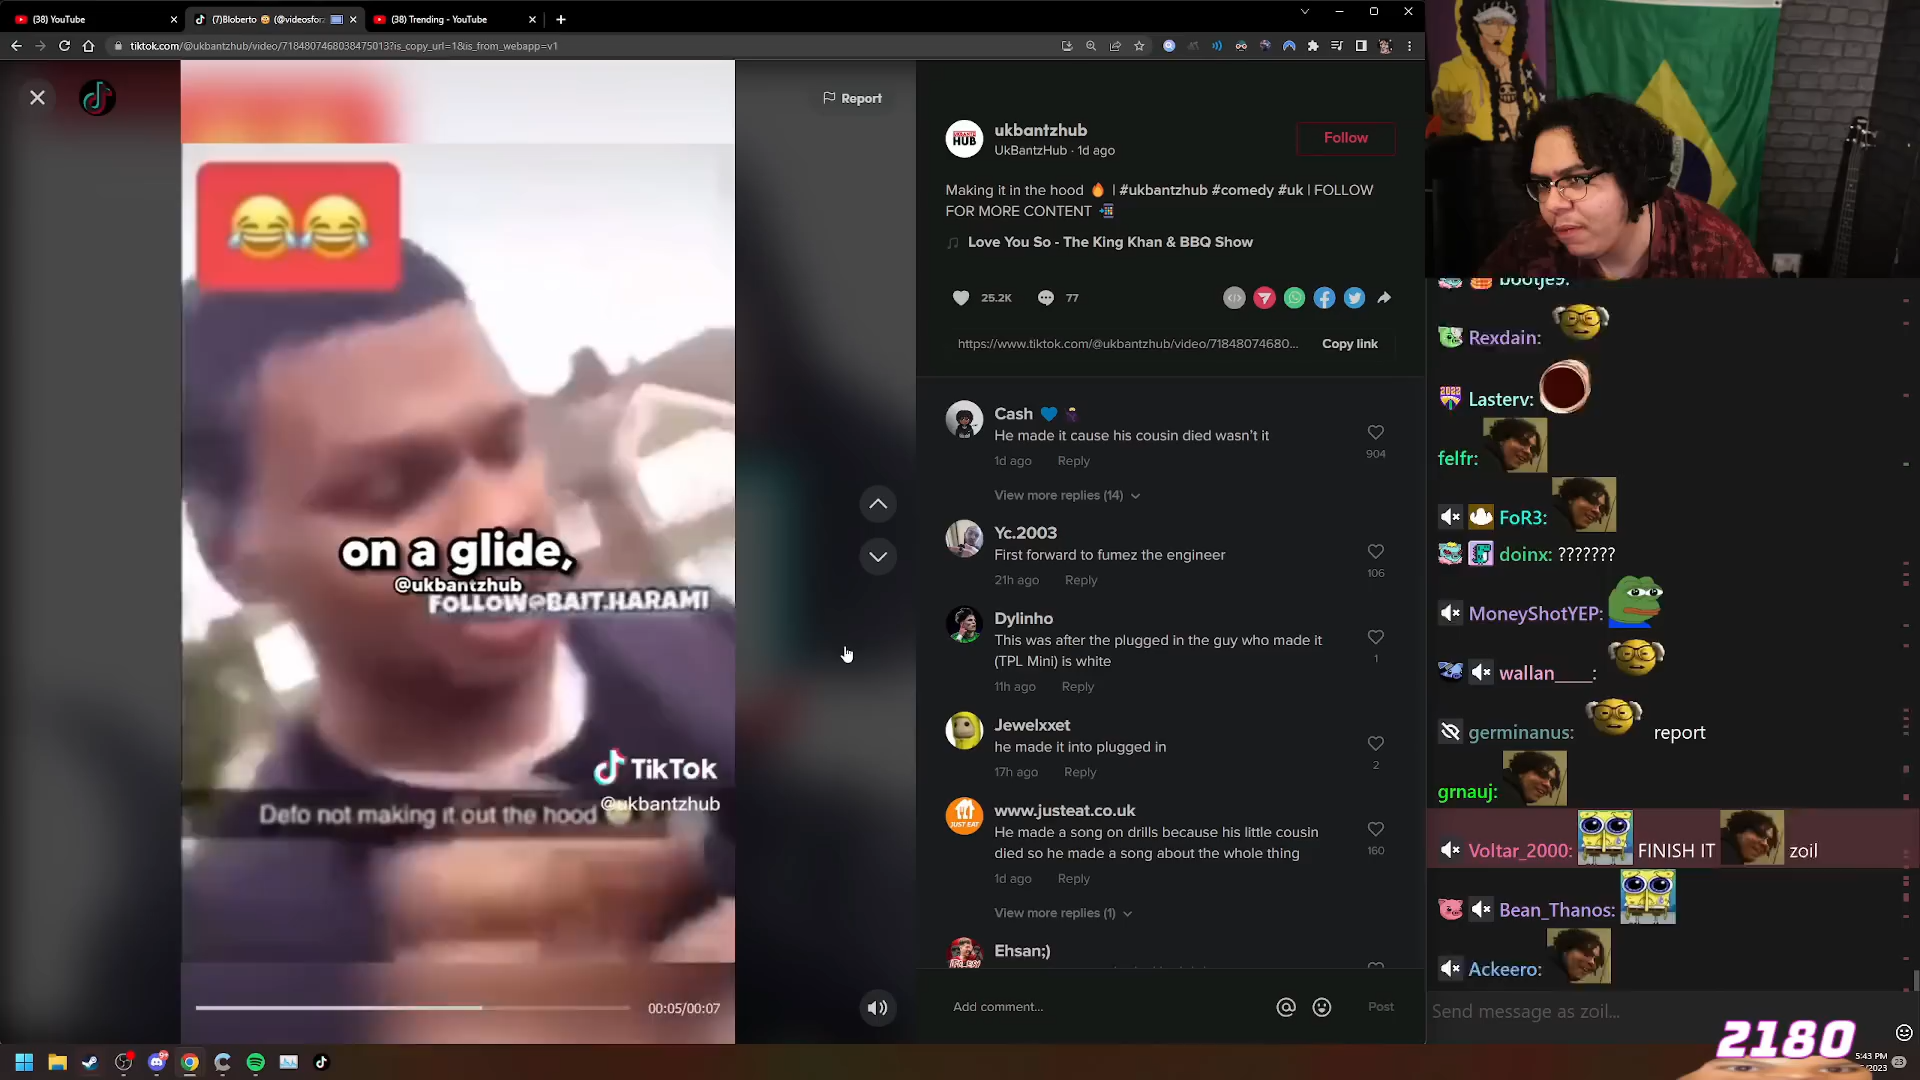 (38) YouTube
(7)Bloberto
(@videosfor
(38) Trending - YouTube
tiktok.com/@ukbantzhub/video/7184807468038475013?is_copy_url=1&is_from_webapp=v1
Report
on a glide,
@ukbantzhub
FOLLOW@BAIT.HARAMI
TikTok
@ukbantzhub
Defo not making it out the hood
00:05/00:07
HUB
ukbantzhub
UkBantzHub · 1d ago
Follow
Making it in the hood 🔥 | #ukbantzhub #comedy #uk | FOLLOW
FOR MORE CONTENT 📲
Love You So - The King Khan & BBQ Show
25.2K
77
https://www.tiktok.com/@ukbantzhub/video/71848074680...
Copy link
Cash 💙
He made it cause his cousin died wasn't it
1d ago Reply
904
View more replies (14)
Yc.2003
First forward to fumez the engineer
21h ago Reply
106
Dylinho
This was after the plugged in the guy who made it
(TPL Mini) is white
11h ago Reply
1
Jewelxxet
he made it into plugged in
17h ago Reply
2
JUST EAT
www.justeat.co.uk
He made a song on drills because his little cousin
died so he made a song about the whole thing
1d ago Reply
160
View more replies (1)
Ehsan;)
Add comment...
Post
bootje9:
Rexdain:
Lasterv:
felfr:
FoR3:
doinx: ???????
MoneyShotYEP:
wallan____:
germinanus: report
grnauj:
Voltar_2000: FINISH IT zoil
Bean_Thanos:
Ackeero:
Send message as zoil...
2180
5:43 PM